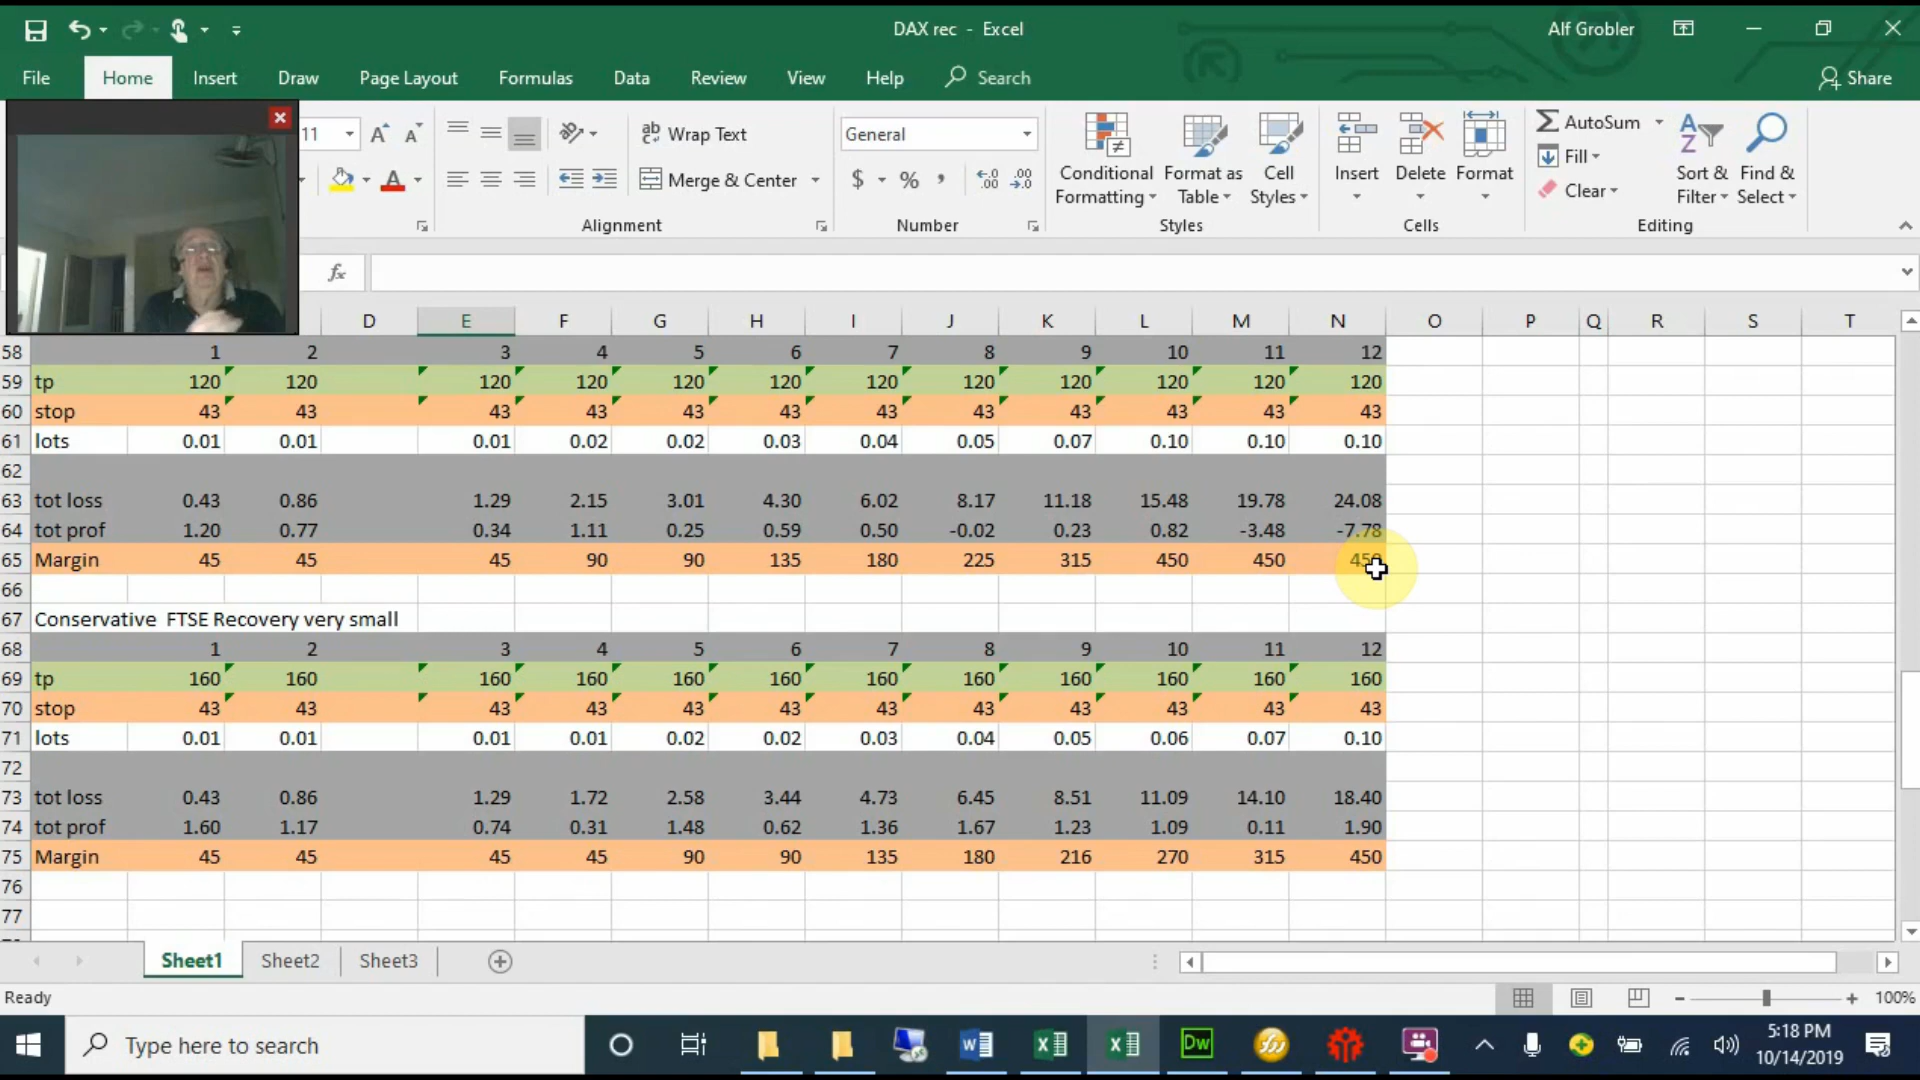 DAX rec - Excel
Alf Grobler
File Home Insert Draw Page Layout Formulas Data Review View Help Search Share
11 A A ab Wrap Text General AutoSum
Fill
A Merge & Center $ % , Conditional Formatting Format as Table Cell Styles Insert Delete Format Clear Sort & Filter Find & Select
Alignment Number Styles Cells Editing
fx
D E F G H I J K L M N O P Q R S T
58 1 2 3 4 5 6 7 8 9 10 11 12
59 tp 120 120 120 120 120 120 120 120 120 120 120 120
60 stop 43 43 43 43 43 43 43 43 43 43 43 43
61 lots 0.01 0.01 0.01 0.02 0.02 0.03 0.04 0.05 0.07 0.10 0.10 0.10
62
63 tot loss 0.43 0.86 1.29 2.15 3.01 4.30 6.02 8.17 11.18 15.48 19.78 24.08
64 tot prof 1.20 0.77 0.34 1.11 0.25 0.59 0.50 -0.02 0.23 0.82 -3.48 -7.78
65 Margin 45 45 45 90 90 135 180 225 315 450 450 450
66
67 Conservative FTSE Recovery very small
68 1 2 3 4 5 6 7 8 9 10 11 12
69 tp 160 160 160 160 160 160 160 160 160 160 160 160
70 stop 43 43 43 43 43 43 43 43 43 43 43 43
71 lots 0.01 0.01 0.01 0.01 0.02 0.02 0.03 0.04 0.05 0.06 0.07 0.10
72
73 tot loss 0.43 0.86 1.29 1.72 2.58 3.44 4.73 6.45 8.51 11.09 14.10 18.40
74 tot prof 1.60 1.17 0.74 0.31 1.48 0.62 1.36 1.67 1.23 1.09 0.11 1.90
75 Margin 45 45 45 45 90 90 135 180 216 270 315 450
76
77
Sheet1 Sheet2 Sheet3
Ready 100%
Type here to search
Dw
5:18 PM
10/14/2019